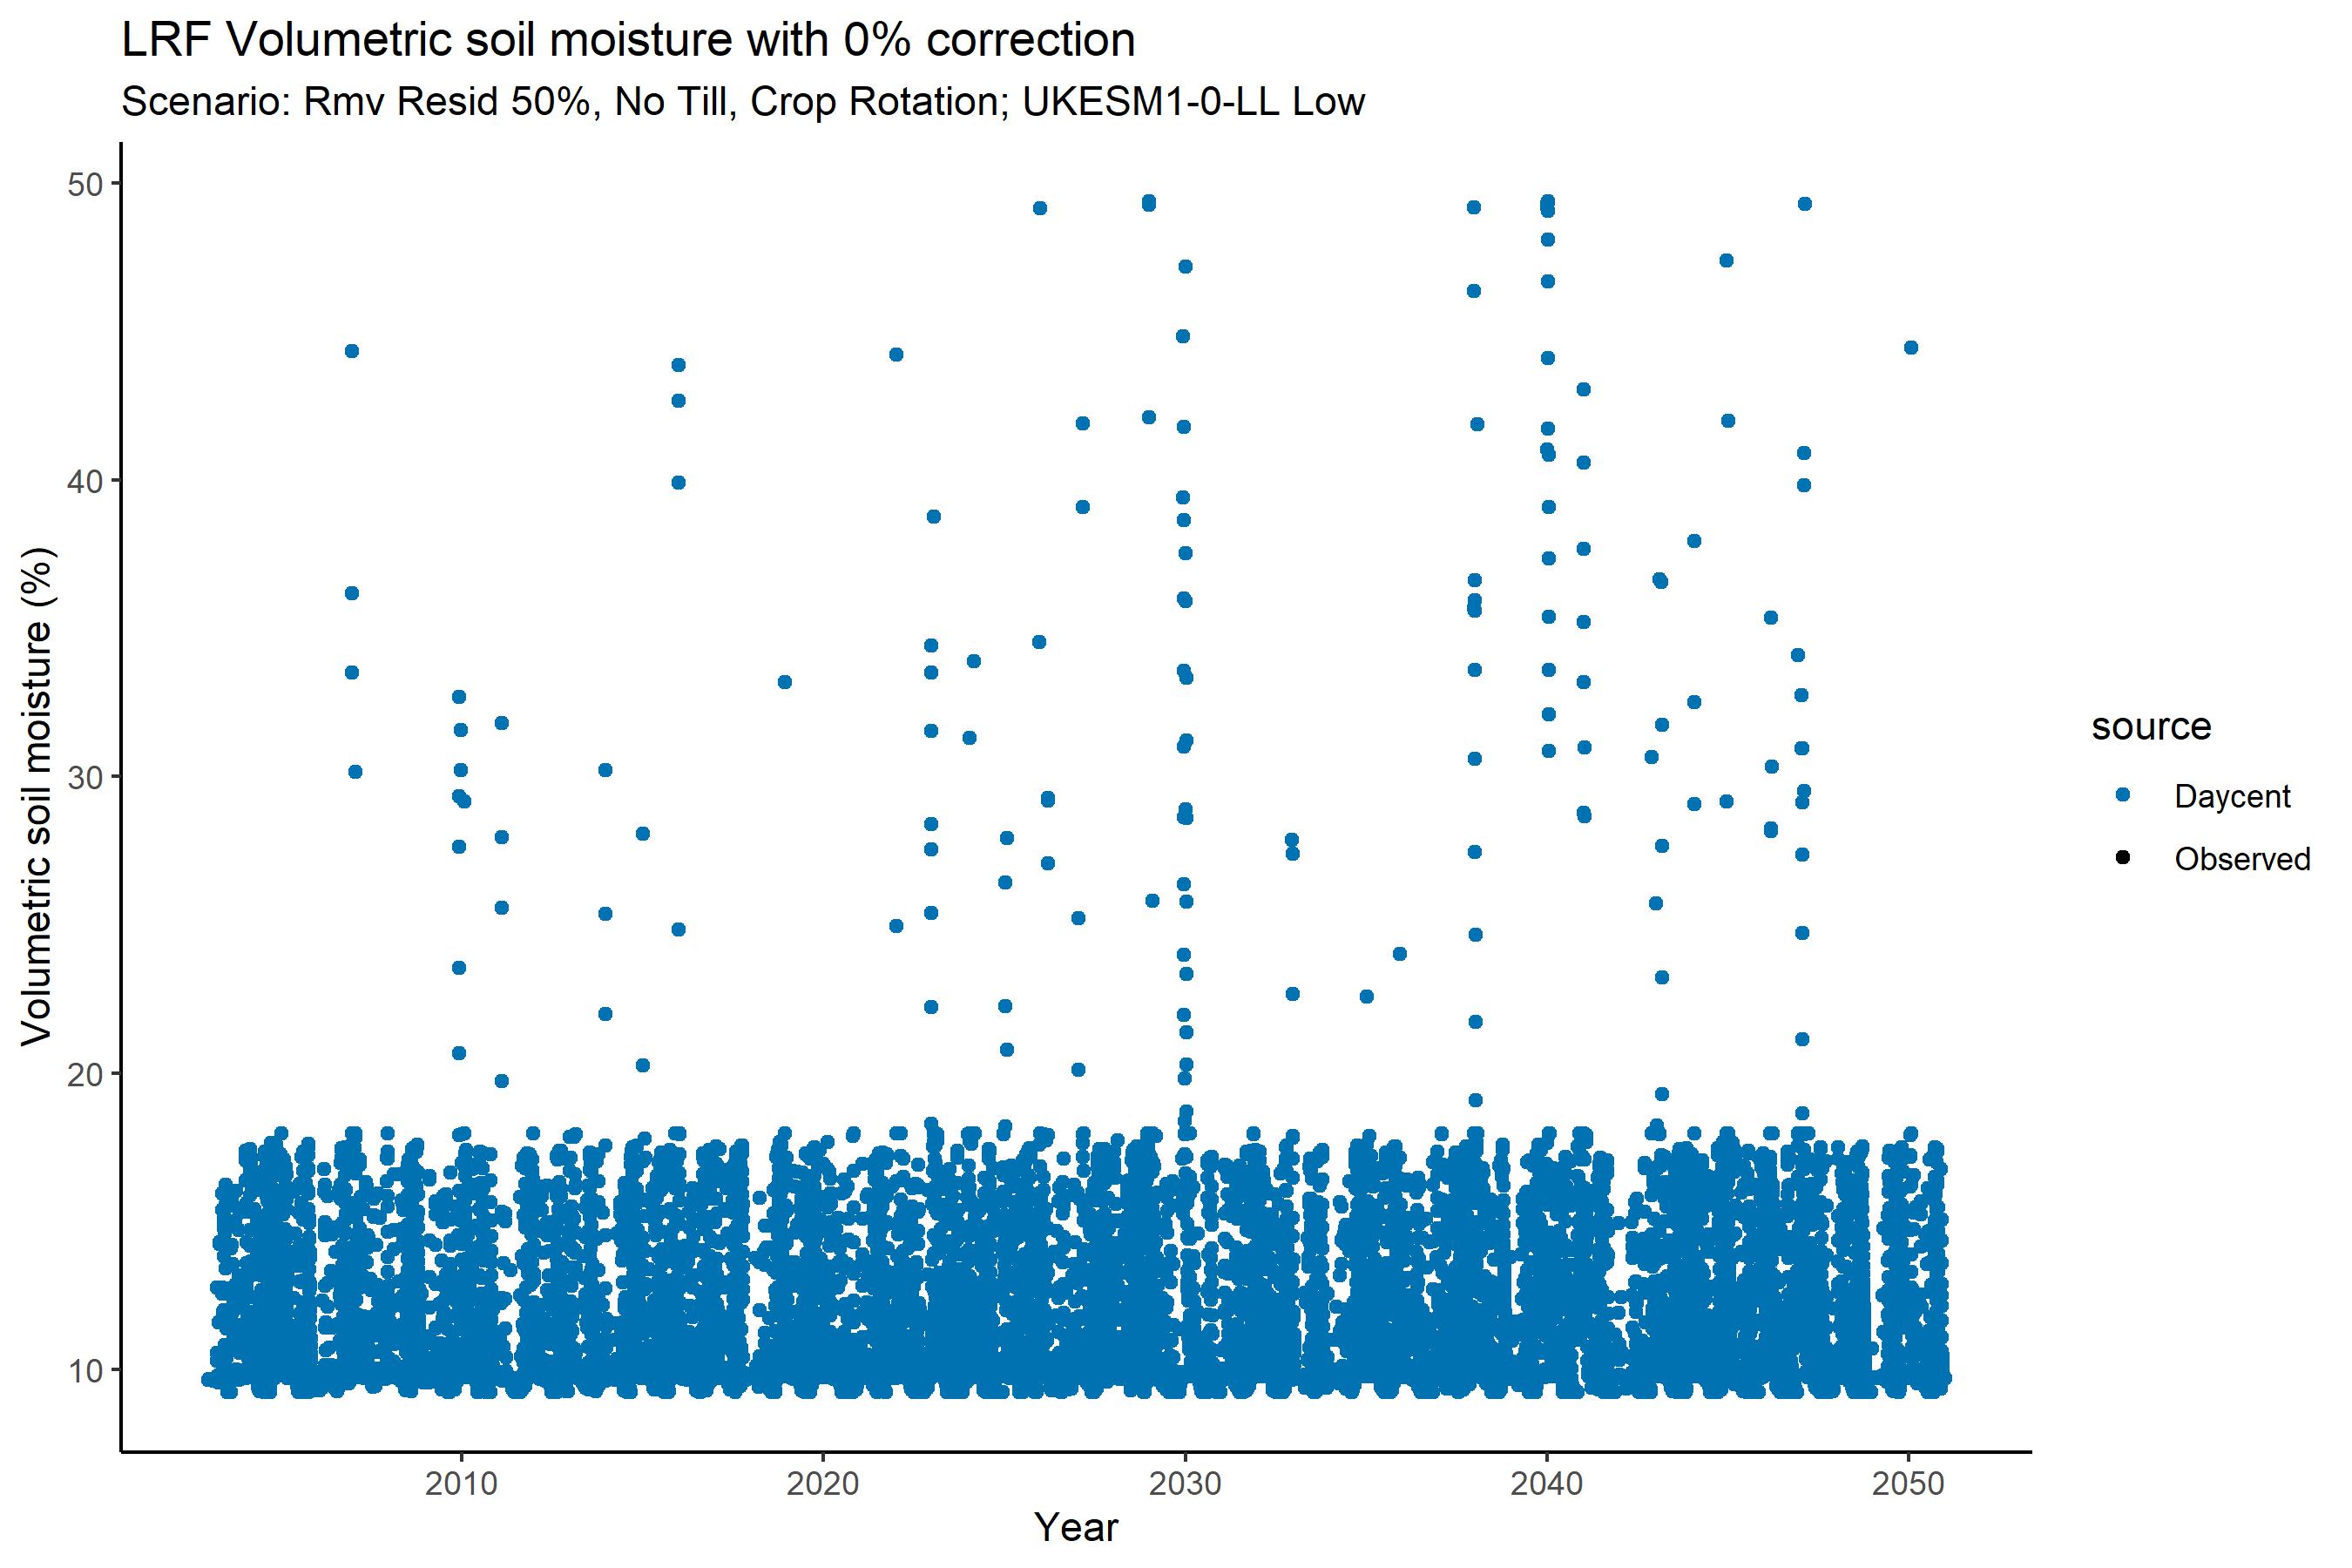 LRF Volumetric soil moisture with 0% correction
Scenario: Rmv Resid 50%, No Till, Crop Rotation; UKESM1-0-LL Low
Volumetric soil moisture (%)
50
40
30
20
10
2010
2020
2030
2040
2050
Year
source
Daycent
Observed